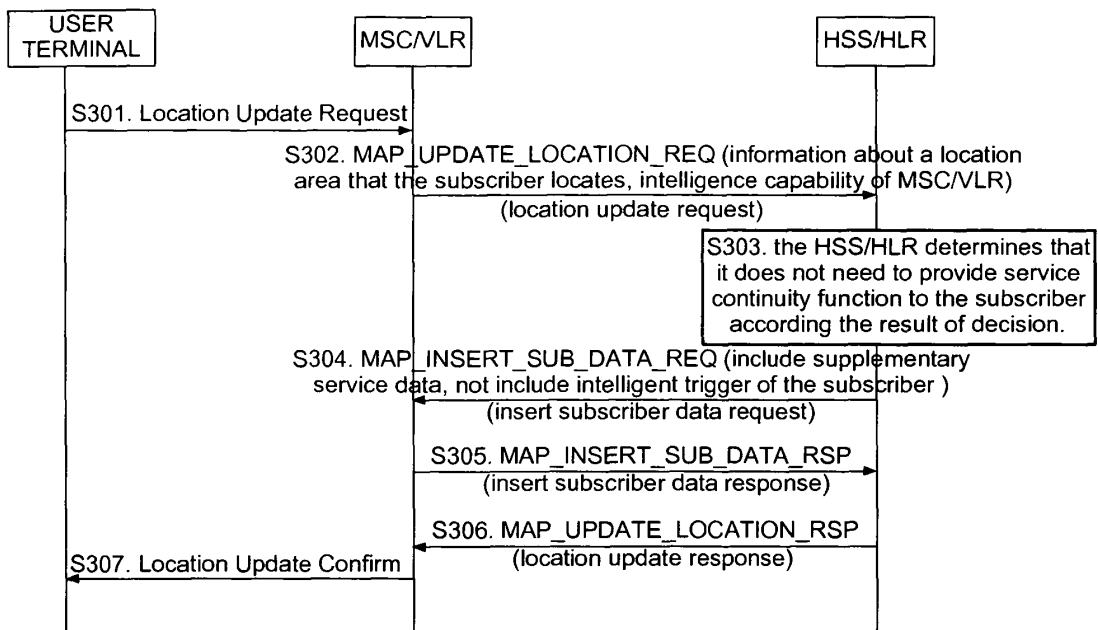 USER
TERMINAL
MSC/VLR
HSS/HLR
S301. Location Update Request
S302. MAP_UPDATE_LOCATION_REQ (information about a location
area that the subscriber locates, intelligence capability of MSC/VLR)
(location update request)
S303. the HSS/HLR determines that
it does not need to provide service
continuity function to the subscriber
according the result of decision.
S304. MAP_INSERT_SUB_DATA_REQ (include supplementary
service data, not include intelligent trigger of the subscriber )
(insert subscriber data request)
S305. MAP_INSERT_SUB_DATA_RSP
(insert subscriber data response)
S306. MAP_UPDATE_LOCATION_RSP
(location update response)
S307. Location Update Confirm